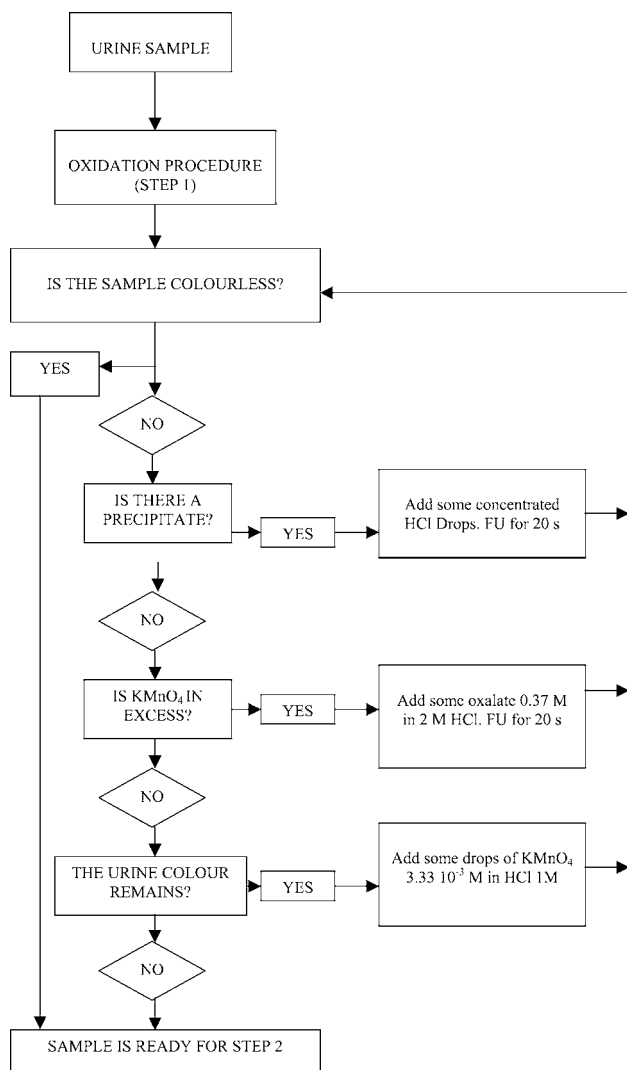 URINE SAMPLE
OXIDATION PROCEDURE
(STEP 1)
IS THE SAMPLE COLOURLESS?
YES
NO
IS THERE A
PRECIPITATE?
YES
Add some concentrated
HCl Drops. FU for 20 s
NO
IS KMnO₄ IN
EXCESS?
YES
Add some oxalate 0.37 M
in 2 M HCl. FU for 20 s
NO
THE URINE COLOUR
REMAINS?
YES
Add some drops of KMnO₄
3.33 10⁻³ M in HCl 1M
NO
SAMPLE IS READY FOR STEP 2